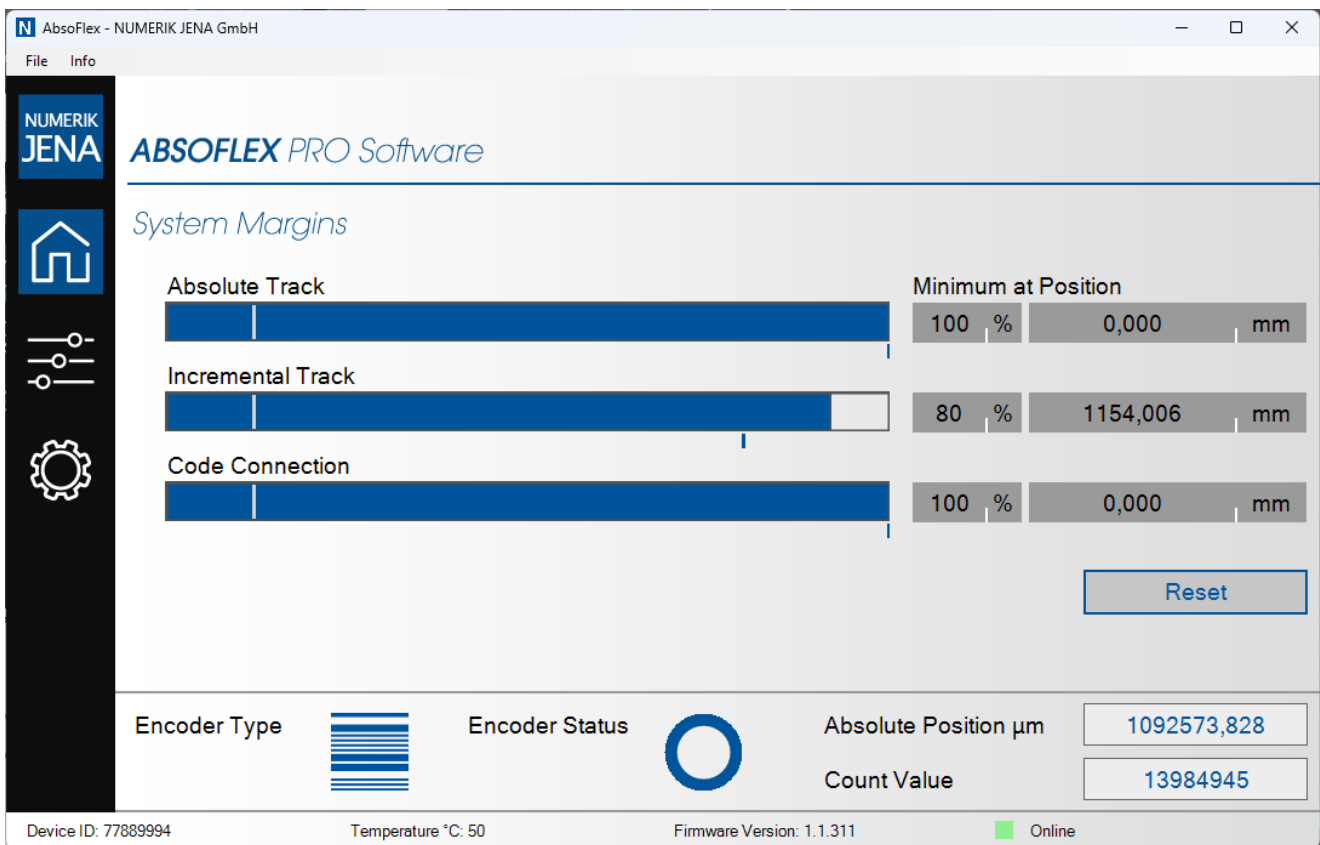 N AbsoFlex - NUMERIK JENA GmbH
File Info
NUMERIK
JENA
ABSOFLEX PRO Software
System Margins
Absolute Track
Minimum at Position
100 % 0,000 mm
Incremental Track
80 % 1154,006 mm
Code Connection
100 % 0,000 mm
Reset
Encoder Type
Encoder Status
Absolute Position µm 1092573,828
Count Value 13984945
Device ID: 77889994 Temperature °C: 50 Firmware Version: 1.1.311 Online